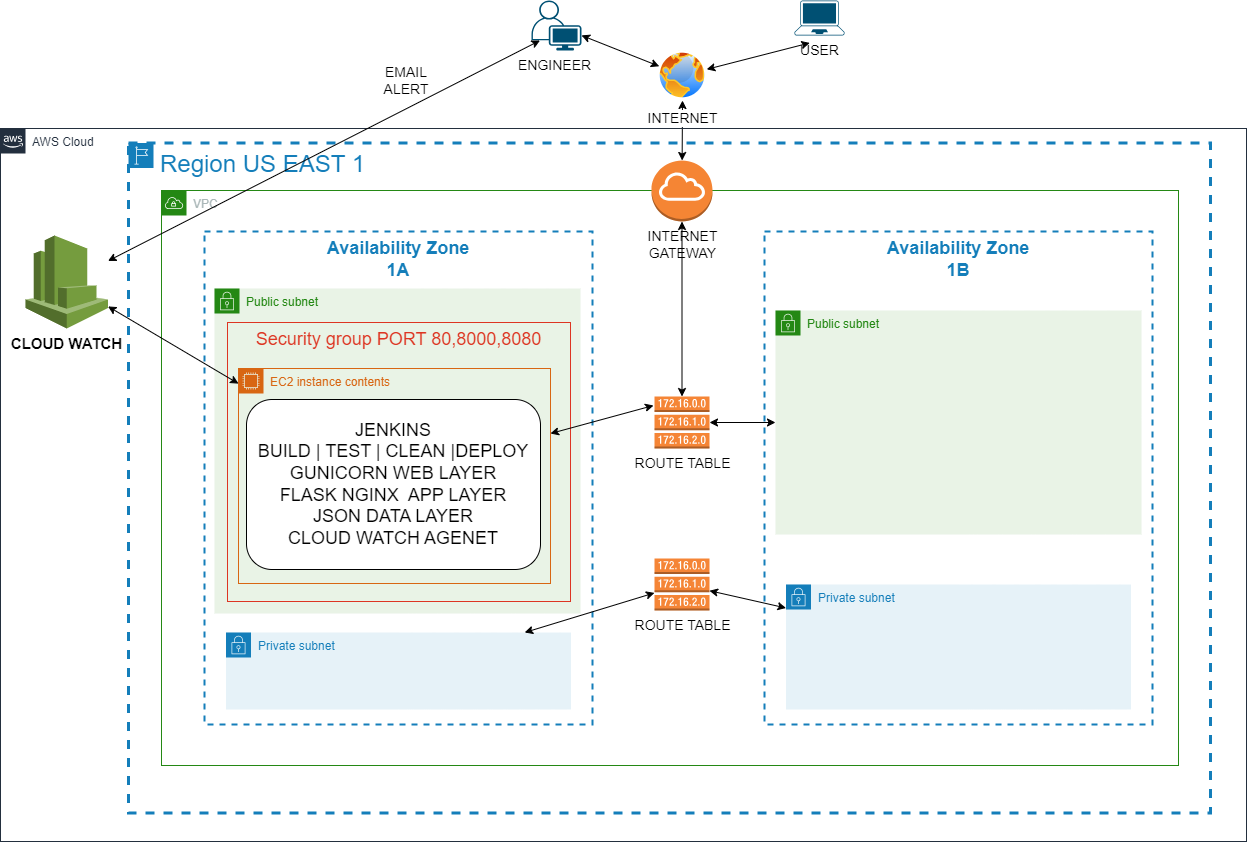 ENGINEER
USER
EMAIL
ALERT
INTERNET
aws
AWS Cloud
Region US EAST 1
VPC
INTERNET
GATEWAY
Availability Zone
1A
Availability Zone
1B
Public subnet
Public subnet
Security group PORT 80,8000,8080
CLOUD WATCH
EC2 instance contents
JENKINS
BUILD | TEST | CLEAN |DEPLOY
GUNICORN WEB LAYER
FLASK NGINX  APP LAYER
JSON DATA LAYER
CLOUD WATCH AGENET
172.16.0.0
172.16.1.0
172.16.2.0
ROUTE TABLE
172.16.0.0
172.16.1.0
172.16.2.0
ROUTE TABLE
Private subnet
Private subnet